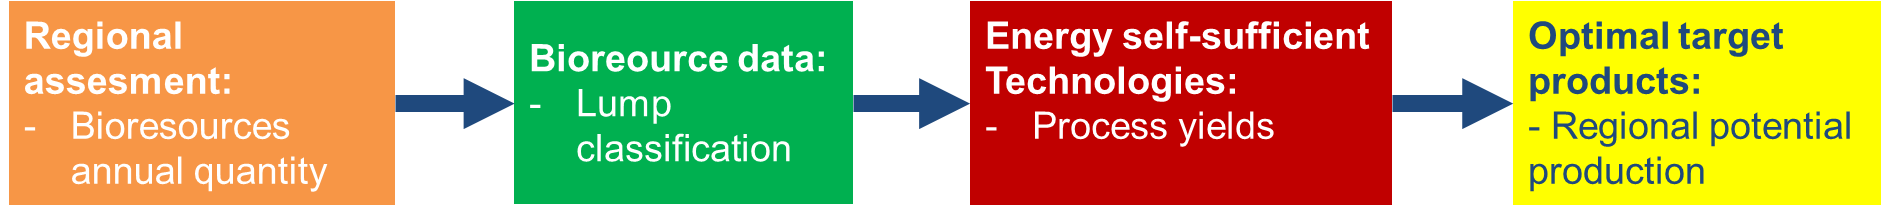 Regional
assesment:
- Bioresources
annual quantity
Bioreource data:
- Lump
classification
Energy self-sufficient
Technologies:
- Process yields
Optimal target
products:
- Regional potential
production